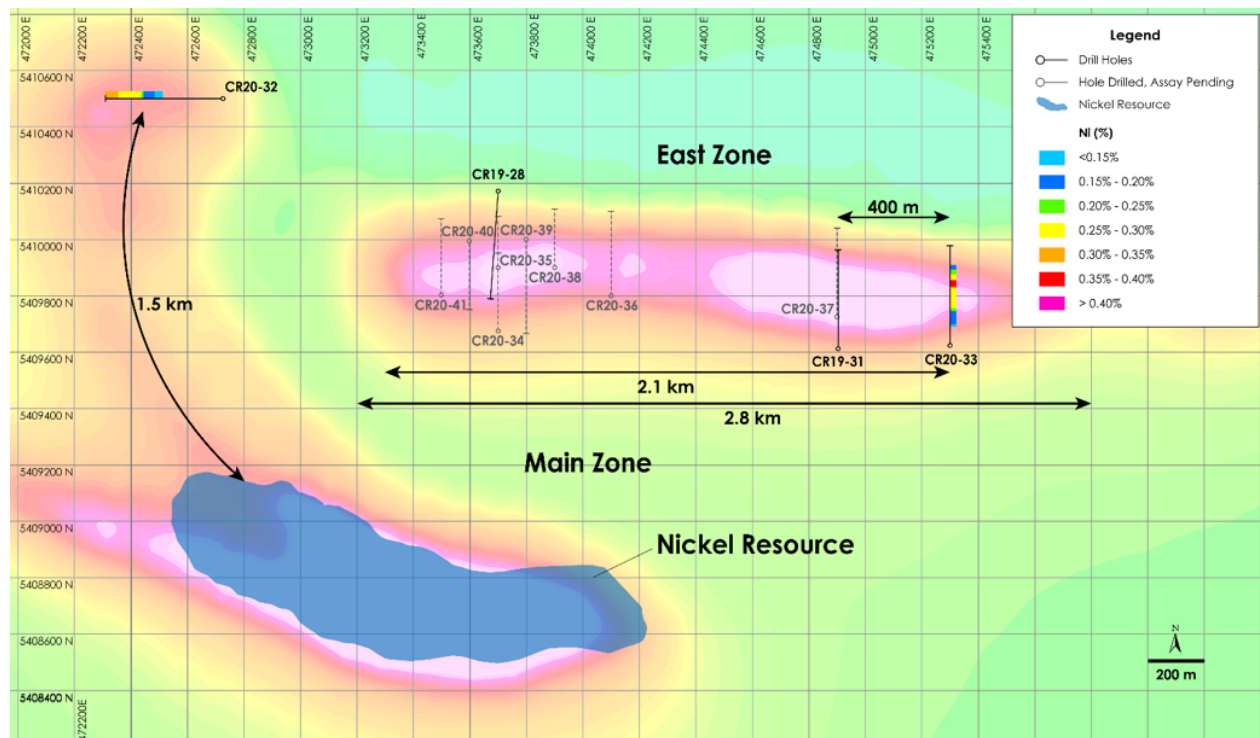 472000 E
472200 E
472400 E
472600 E
472800 E
473000 E
473200 E
473400 E
473600 E
473800 E
474000 E
474200 E
474400 E
474600 E
474800 E
475000 E
475200 E
475400 E
Legend
Drill Holes
Hole Drilled, Assay Pending
Nickel Resource
Ni (%)
<0.15%
0.15% - 0.20%
0.20% - 0.25%
0.25% - 0.30%
0.30% - 0.35%
0.35% - 0.40%
> 0.40%
5410600 N
CR20-32
5410400 N
East Zone
5410200 N
CR19-28
400 m
CR20-40
CR20-39
5410000 N
CR20-35
CR20-38
5409800 N
CR20-41
CR20-36
CR20-37
1.5 km
CR20-34
5409600 N
CR19-31
CR20-33
2.1 km
5409400 N
2.8 km
5409200 N
Main Zone
5409000 N
Nickel Resource
5408800 N
5408600 N
N
200 m
5408400 N
472200E